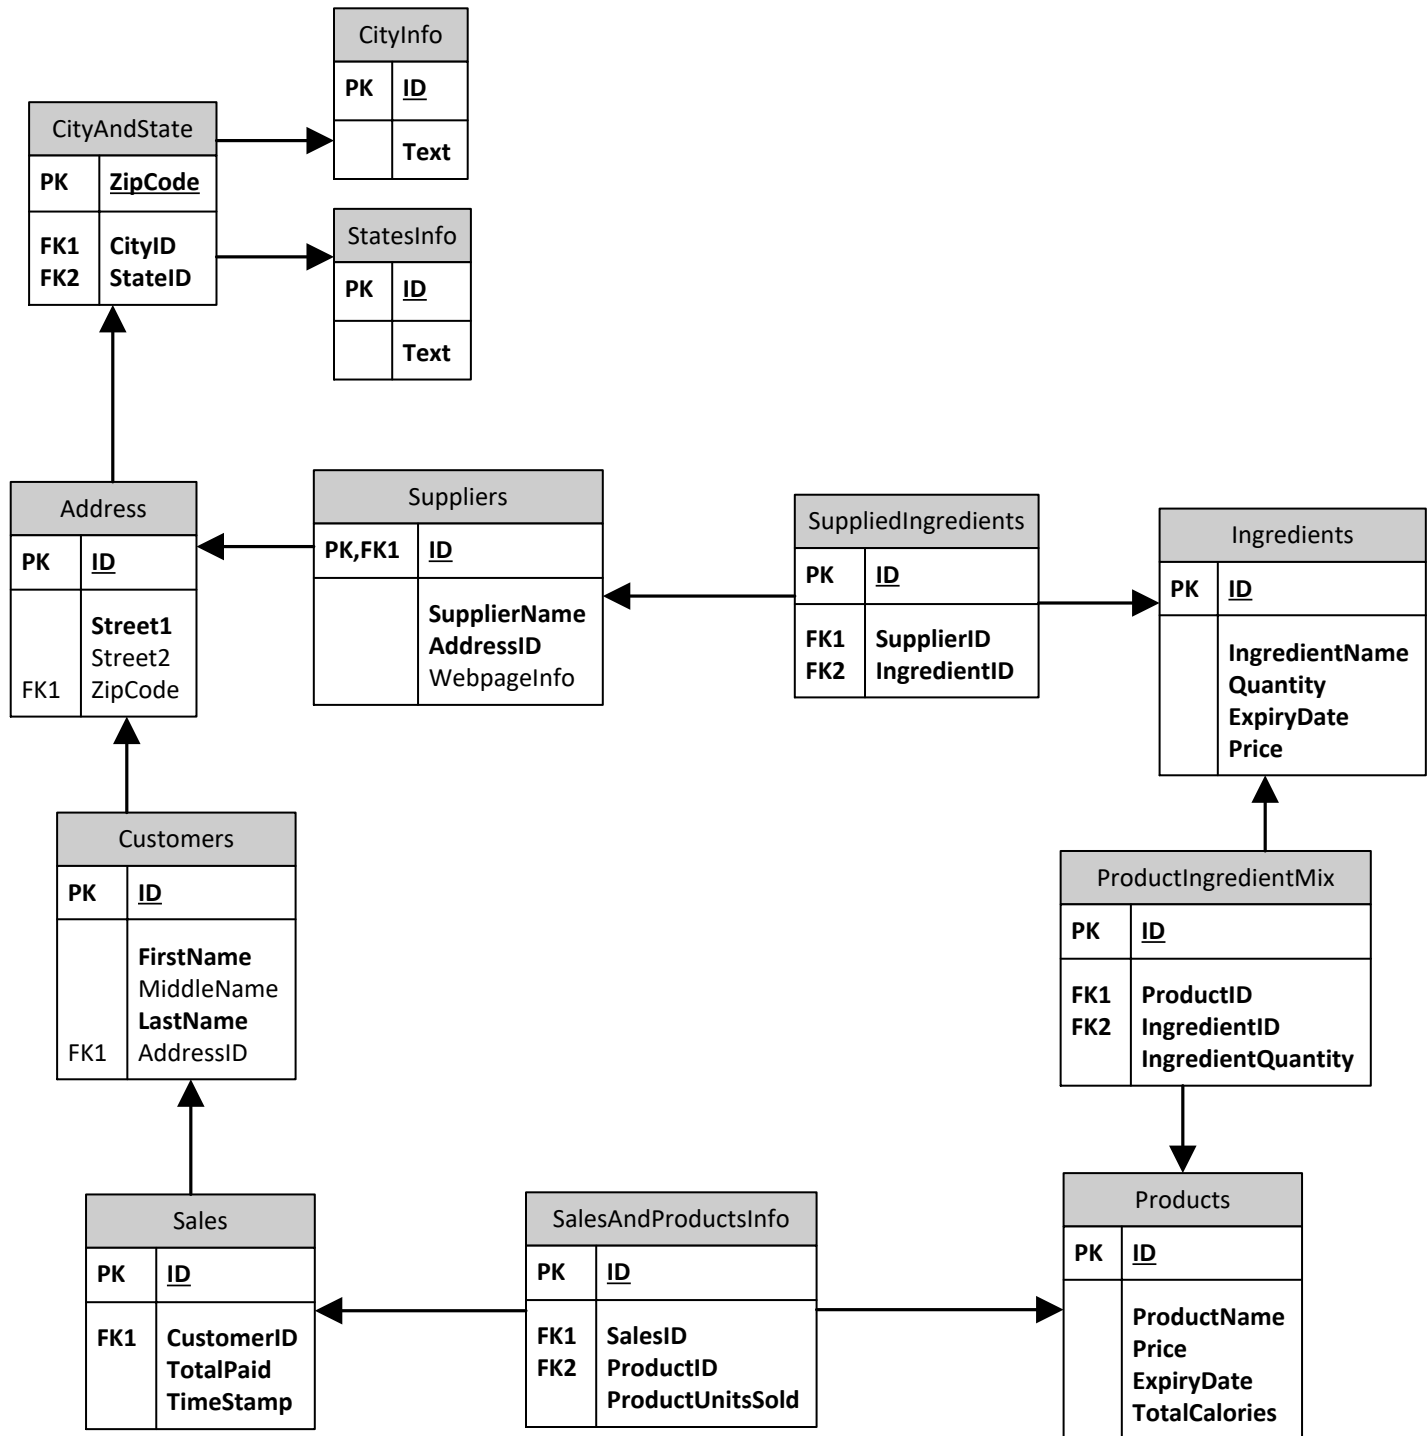 CityInfo
PK ID
Text
CityAndState
PK ZipCode
FK1 CityID
FK2 StateID
StatesInfo
PK ID
Text
Address
PK ID
Street1
Street2
FK1 ZipCode
Suppliers
PK,FK1 ID
SupplierName
AddressID
WebpageInfo
SuppliedIngredients
PK ID
FK1 SupplierID
FK2 IngredientID
Ingredients
PK ID
IngredientName
Quantity
ExpiryDate
Price
Customers
PK ID
FirstName
MiddleName
LastName
FK1 AddressID
ProductIngredientMix
PK ID
FK1 ProductID
FK2 IngredientID
IngredientQuantity
Sales
PK ID
FK1 CustomerID
TotalPaid
TimeStamp
SalesAndProductsInfo
PK ID
FK1 SalesID
FK2 ProductID
ProductUnitsSold
Products
PK ID
ProductName
Price
ExpiryDate
TotalCalories